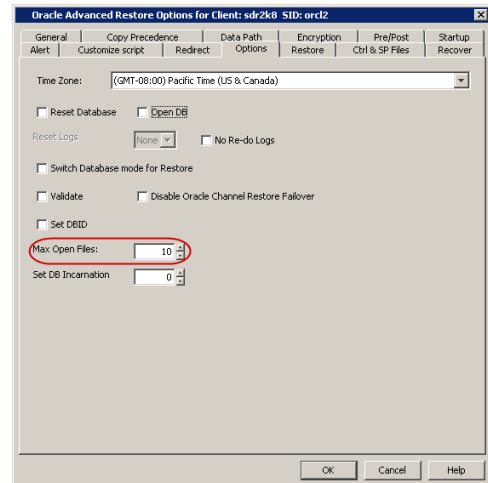 Oracle Advanced Restore Options for Client: sdr2k8 SID: orcl2
General Copy Precedence Data Path Encryption Pre/Post Startup
Alert Customize script Redirect Options Restore Ctrl & SP Files Recover
Time Zone: (GMT-08:00) Pacific Time (US & Canada)
Reset Database Open DB
Reset Logs None No Re-do Logs
Switch Database mode for Restore
Validate Disable Oracle Channel Restore Failover
Set DBID
Max Open Files: 10
Set DB Incarnation 0
OK Cancel Help